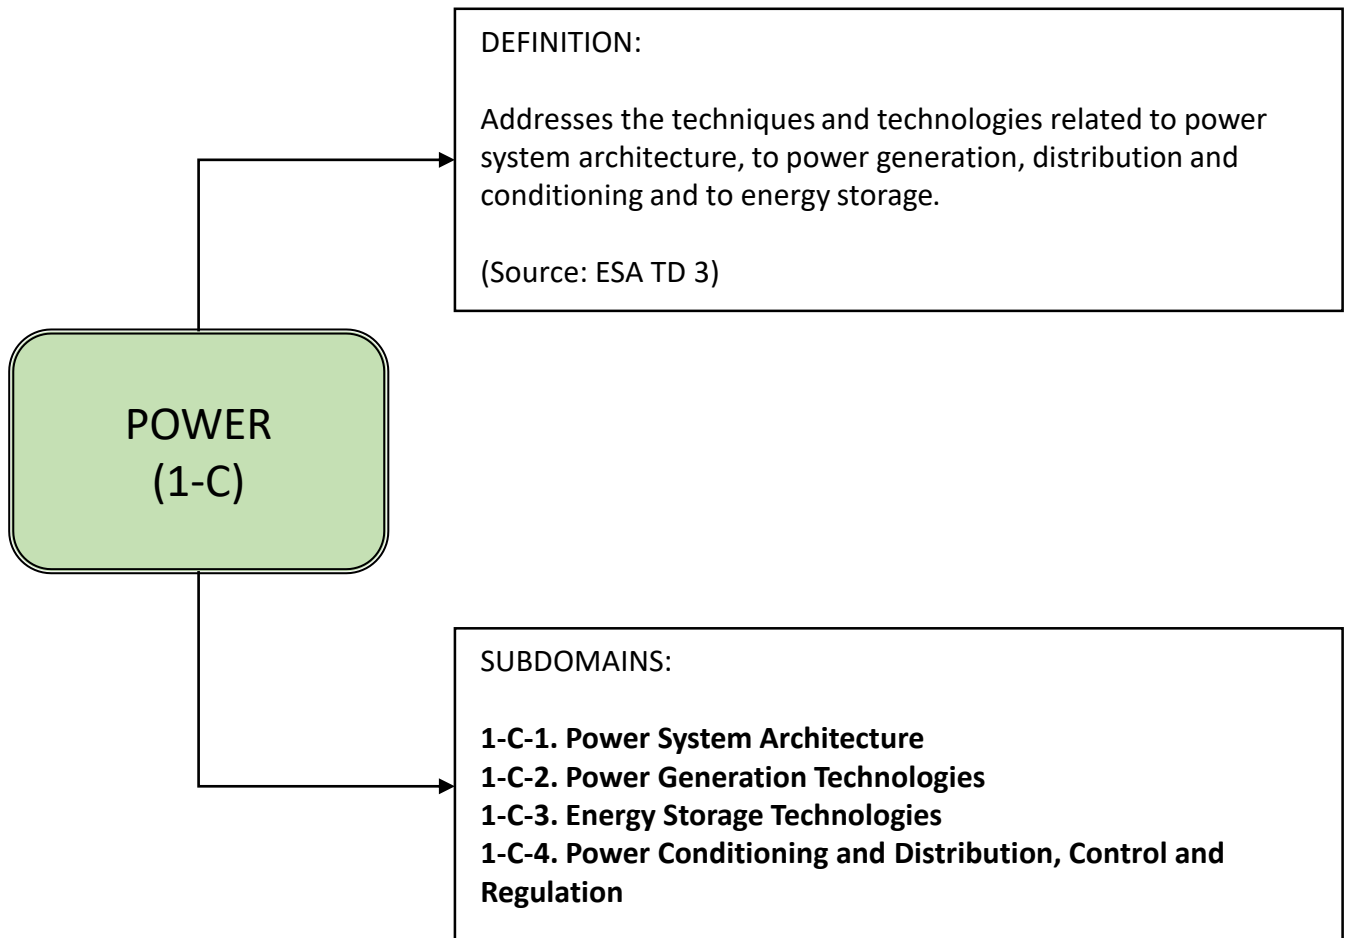 DEFINITION:
Addresses the techniques and technologies related to power
system architecture, to power generation, distribution and
conditioning and to energy storage.
(Source: ESA TD 3)
POWER
(1-C)
SUBDOMAINS:
1-C-1. Power System Architecture
1-C-2. Power Generation Technologies
1-C-3. Energy Storage Technologies
1-C-4. Power Conditioning and Distribution, Control and
Regulation